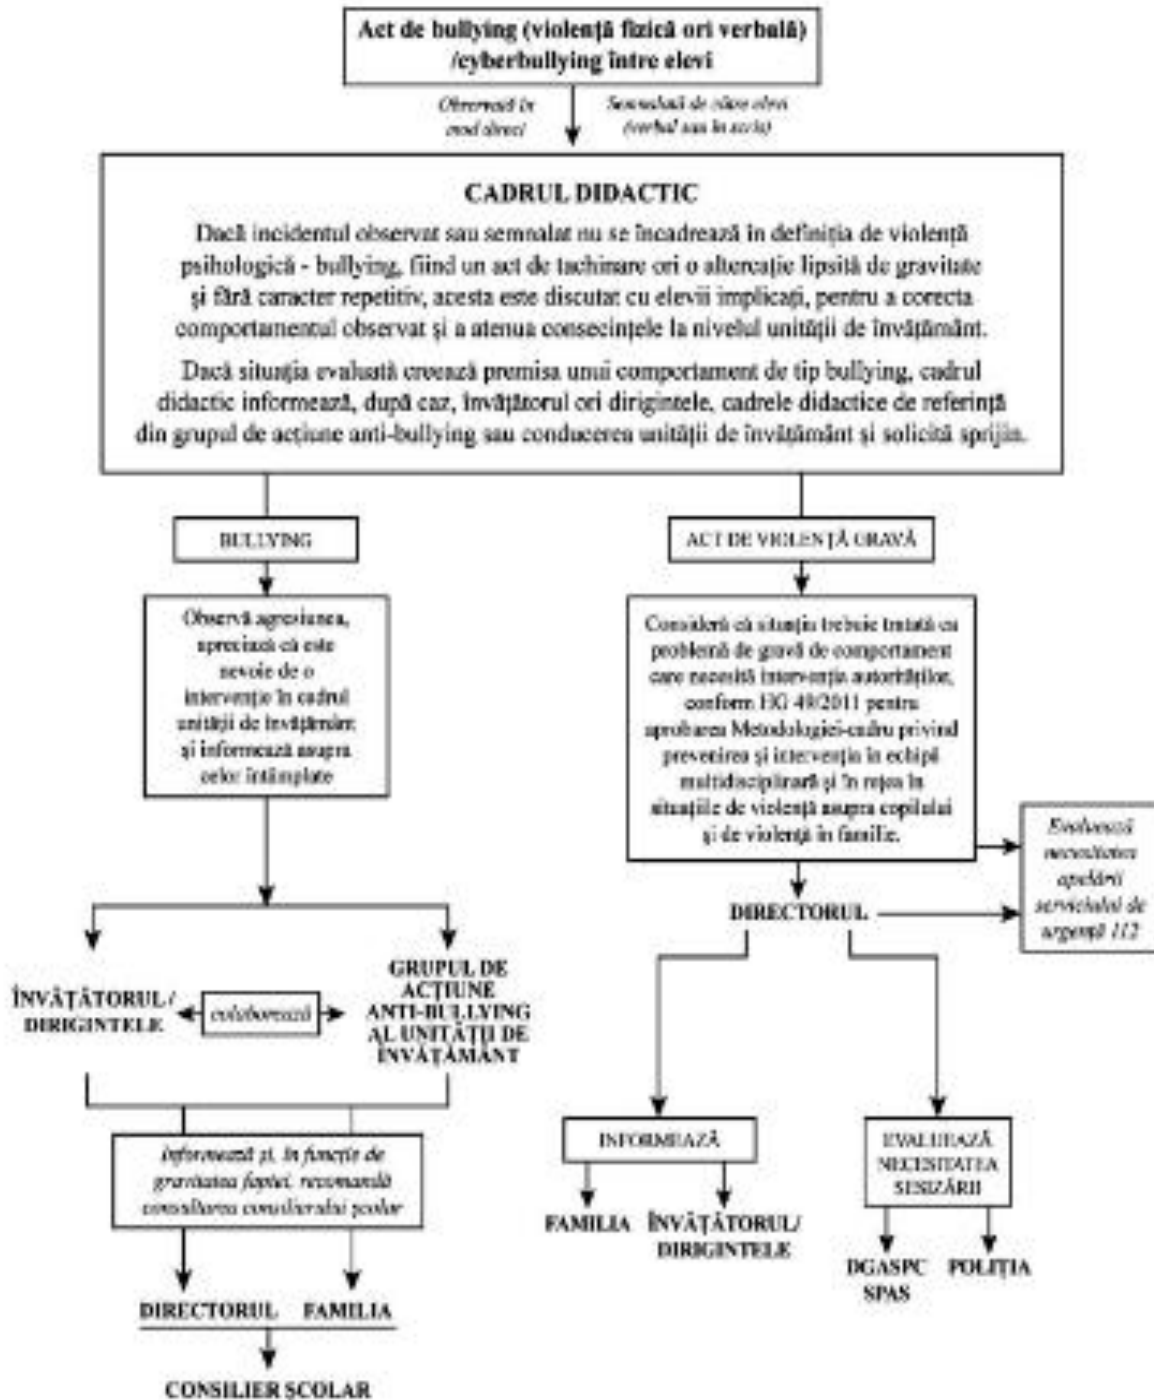 Act de bullying (violență fizică ori verbală)
/cyberbullying între elevi
Observată în
mod direct
Semnalată de către elevi
(verbal sau în scris)
CADRUL DIDACTIC
Dacă incidentul observat sau semnalat nu se încadrează în definiția de violență
psihologică - bullying, fiind un act de tachinare ori o altercație lipsită de gravitate
și fără caracter repetitiv, acesta este discutat cu elevii implicați, pentru a corecta
comportamentul observat și a atenua consecințele la nivelul unității de învățământ.
Dacă situația evaluată creează premisa unui comportament de tip bullying, cadrul
didactic informează, după caz, învățătorul ori dirigintele, cadrele didactice de referință
din grupul de acțiune anti-bullying sau conducerea unității de învățământ și solicită sprijin.
BULLYING
Observă agresiunea,
apreciază că este
nevoie de o
intervenție în cadrul
unității de învățământ
și informează asupra
celor întâmplate
ÎNVĂȚĂTORUL/
DIRIGINTELE
colaborează
GRUPUL DE
ACȚIUNE
ANTI-BULLYING
AL UNITĂȚII DE
ÎNVĂȚĂMÂNT
Informează și, în funcție de
gravitatea faptei, recomandă
consultarea consilierului școlar
DIRECTORUL
FAMILIA
CONSILIER ȘCOLAR
ACT DE VIOLENȚĂ GRAVĂ
Consideră că situația trebuie tratată ca
problemă de gravă de comportament
care necesită intervenția autorităților,
conform HG 49/2011 pentru
aprobarea Metodologiei-cadru privind
prevenirea și intervenția în echipă
multidisciplinară și în rețea în
situațiile de violență asupra copilului
și de violență în familie.
Evaluează
necesitatea
apelării
serviciului de
urgență 112
DIRECTORUL
INFORMEAZĂ
FAMILIA
ÎNVĂȚĂTORUL/
DIRIGINTELE
EVALUEAZĂ
NECESITATEA
SESIZĂRII
DGASPC
SPAS
POLIȚIA